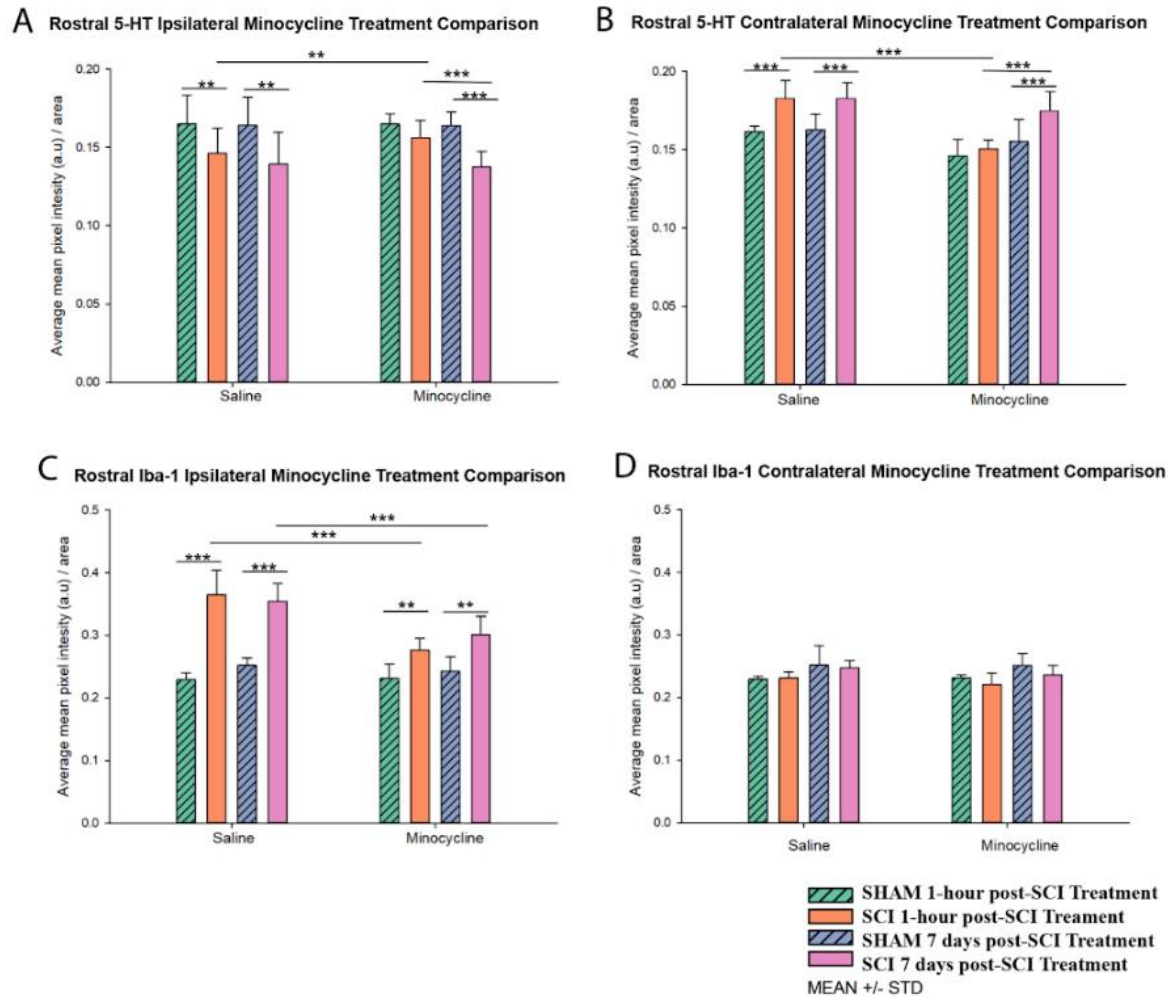 A Rostral 5-HT Ipsilateral Minocycline Treatment Comparison
Average mean pixel intesity (a.u) / area
0.20
0.15
0.10
0.05
0.00
**
** **
***
***
Saline
Minocycline
B Rostral 5-HT Contralateral Minocycline Treatment Comparison
Average mean pixel intesity (a.u) / area
0.20
0.15
0.10
0.05
0.00
***
*** ***
***
***
Saline
Minocycline
C Rostral Iba-1 Ipsilateral Minocycline Treatment Comparison
Average mean pixel intesity (a.u) / area
0.5
0.4
0.3
0.2
0.1
0.0
***
***
*** ***
** **
Saline
Minocycline
D Rostral Iba-1 Contralateral Minocycline Treatment Comparison
Average mean pixel intesity (a.u) / area
0.5
0.4
0.3
0.2
0.1
0.0
Saline
Minocycline
SHAM 1-hour post-SCI Treatment
SCI 1-hour post-SCI Treament
SHAM 7 days post-SCI Treatment
SCI 7 days post-SCI Treatment
MEAN +/- STD